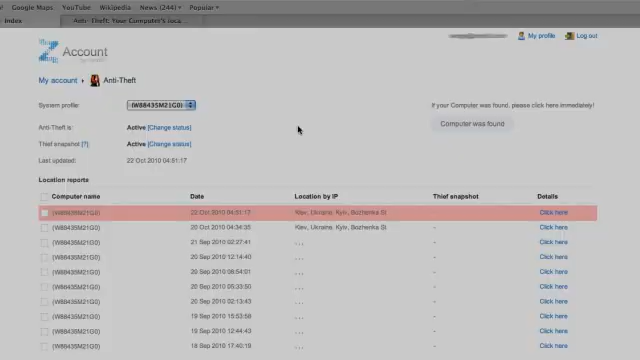 Google Maps YouTube Wikipedia News (244) Popular
Index Anti-Theft: Your Computer's loca...
Account
My profile Log out
My account Anti-Theft
System profile: (W88435M21G0) If your Computer was found, please click here immediately!
Computer was found
Anti-Theft is: Active [Change status]
Thief snapshot [?] Active [Change status]
Last updated: 22 Oct 2010 04:51:17
Location reports
Computer name Date Location by IP Thief snapshot Details
(W88435M21G0) 22 Oct 2010 04:51:17 Kiev, Ukraine, Kyiv, Bozhenka St Click here
(W88435M21G0) 20 Oct 2010 04:34:35 Kiev, Ukraine, Kyiv, Bozhenka St - Click here
(W88435M21G0) 21 Sep 2010 02:27:41 , , , - Click here
(W88435M21G0) 20 Sep 2010 12:14:40 , , , - Click here
(W88435M21G0) 20 Sep 2010 , , , - Click here
(W88435M21G0) 20 Sep 2010 05:33:50 , , , - Click here
(W88435M21G0) 20 Sep 2010 02:13:43 , , , - Click here
(W88435M21G0) 19 Sep 2010 15:53:58 , , , - Click here
(W88435M21G0) 19 Sep 2010 12:44:43 , , , - Click here
(W88435M21G0) 18 Sep 2010 17:40:18 , , , - Click here